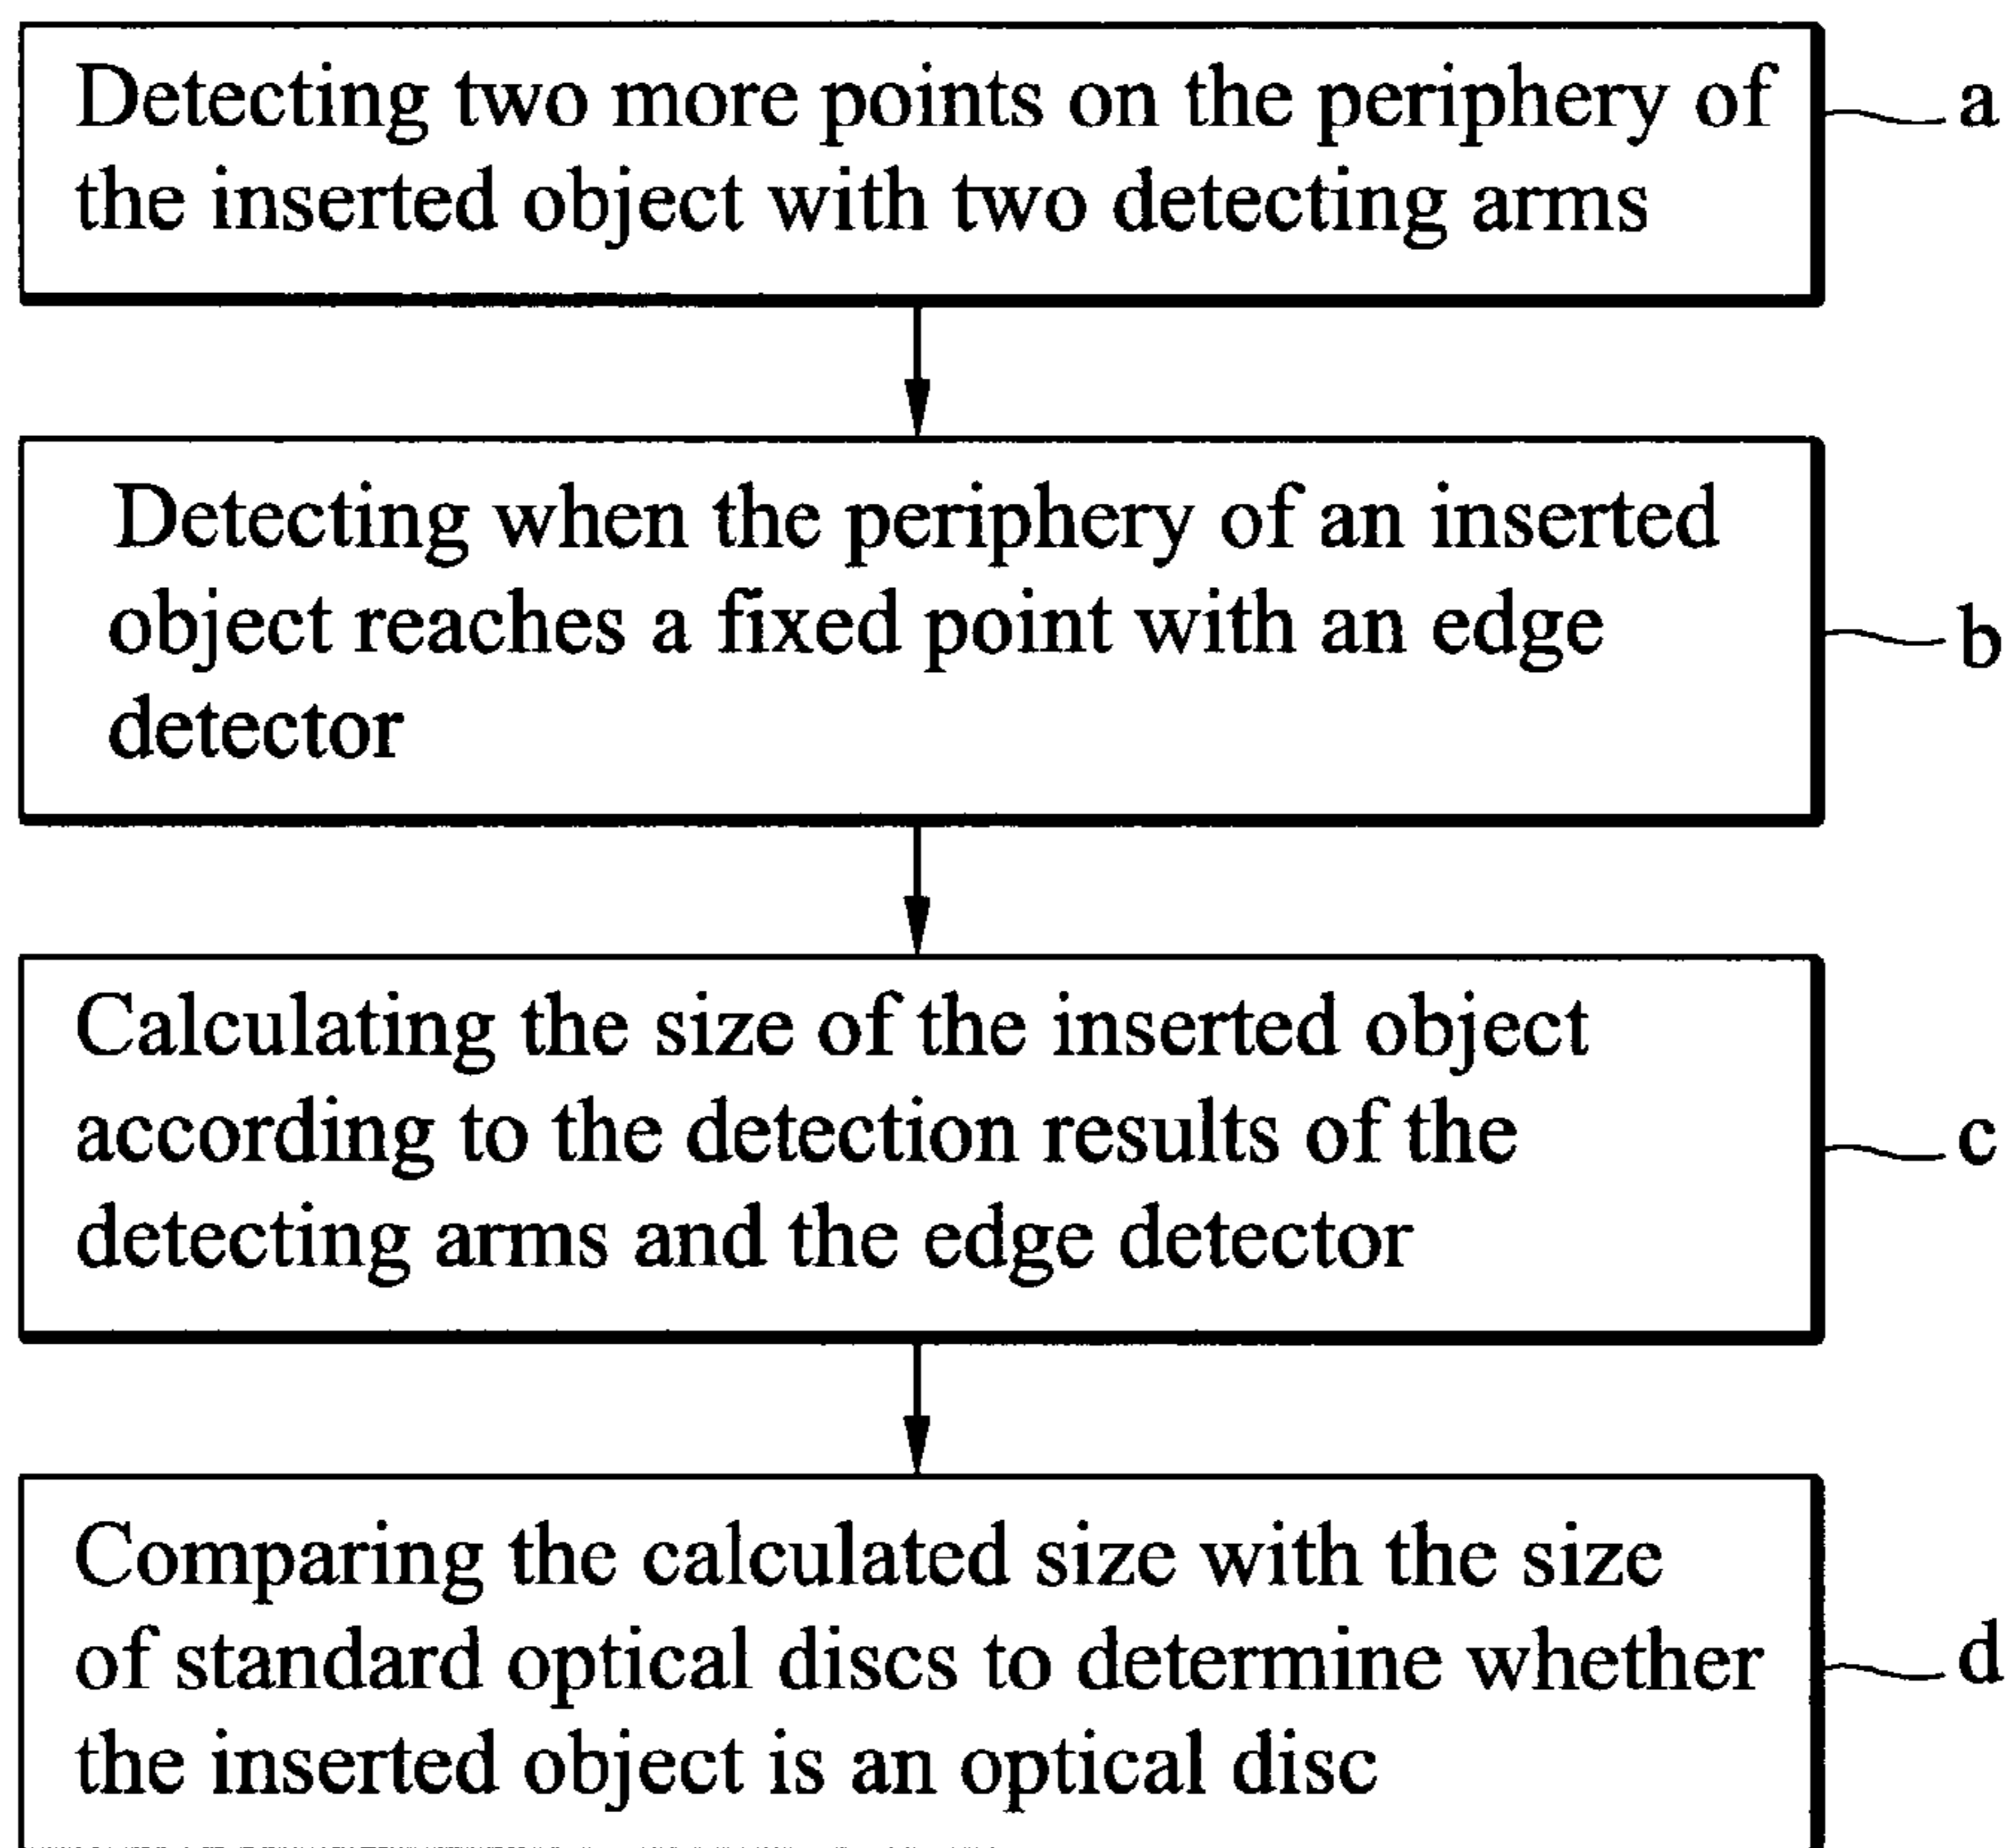 Detecting two more points on the periphery of
the inserted object with two detecting arms
a
Detecting when the periphery of an inserted
object reaches a fixed point with an edge
detector
b
Calculating the size of the inserted object
according to the detection results of the
detecting arms and the edge detector
c
Comparing the calculated size with the size
of standard optical discs to determine whether
the inserted object is an optical disc
d